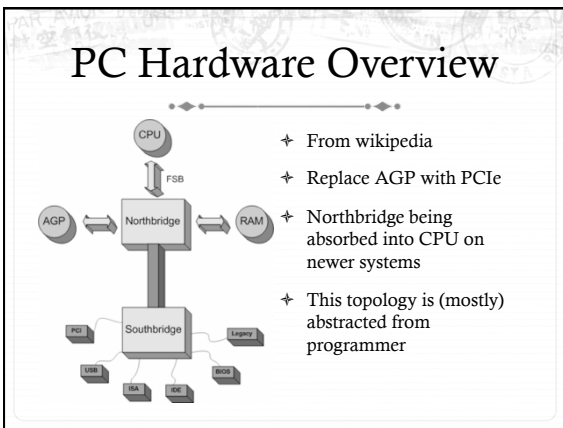 PC Hardware Overview
CPU
FSB
AGP
Northbridge
RAM
Southbridge
PCI
USB
ISA
IDE
BIOS
Legacy
From wikipedia
Replace AGP with PCIe
Northbridge being
absorbed into CPU on
newer systems
This topology is (mostly)
abstracted from
programmer